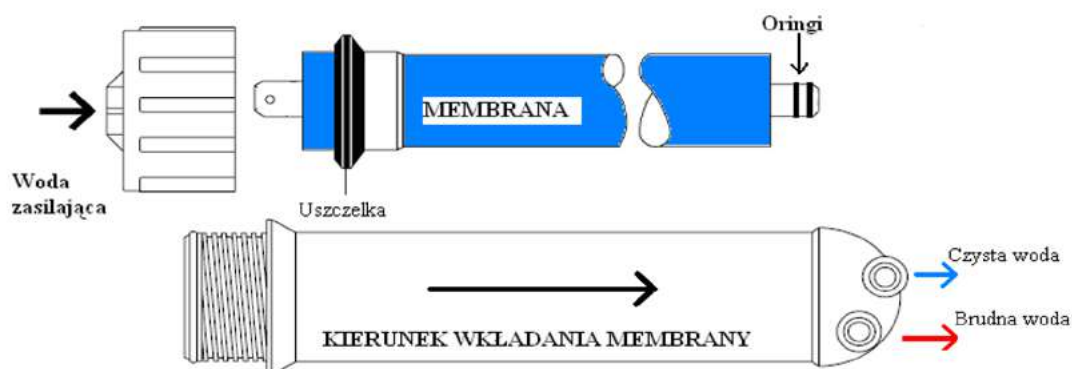 Oringi
MEMBRANA
Woda
zasilająca
Uszczelka
Czysta woda
Brudna woda
KIERUNEK WKŁADANIA MEMBRANY